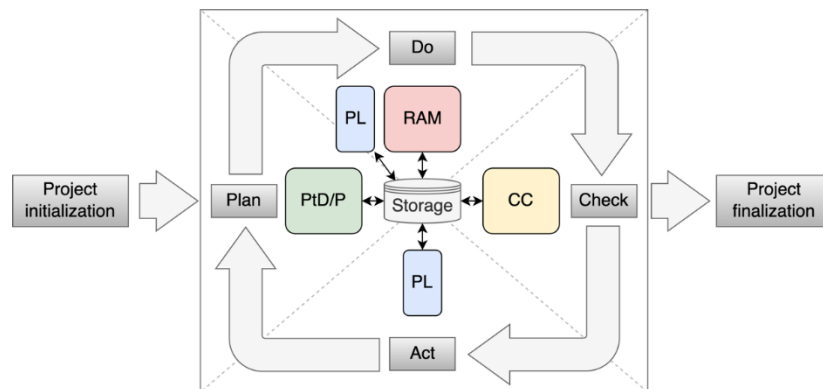 Do
PL
RAM
Project
initialization
Plan
PtD/P
Storage
CC
Check
Project
finalization
PL
Act